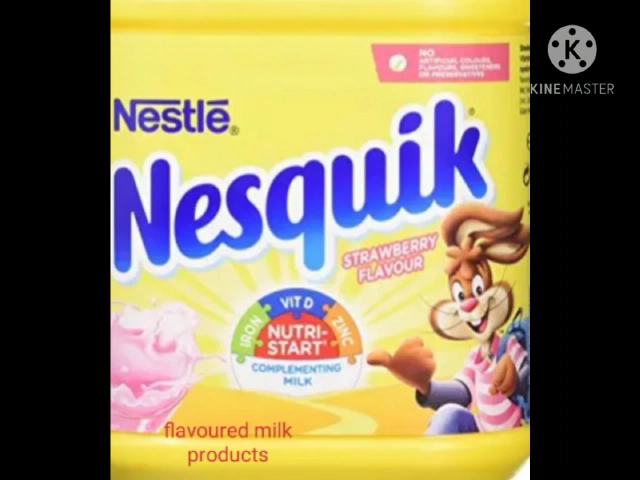 NO
ARTIFICIAL COLOURS,
FLAVOURS, SWEETENERS
OR PRESERVATIVES
K
KINEMASTER
Nestlé®
Nesquik®
STRAWBERRY
FLAVOUR
IRON VIT D ZINC
NUTRI-
START®
COMPLEMENTING
MILK
flavoured milk
products